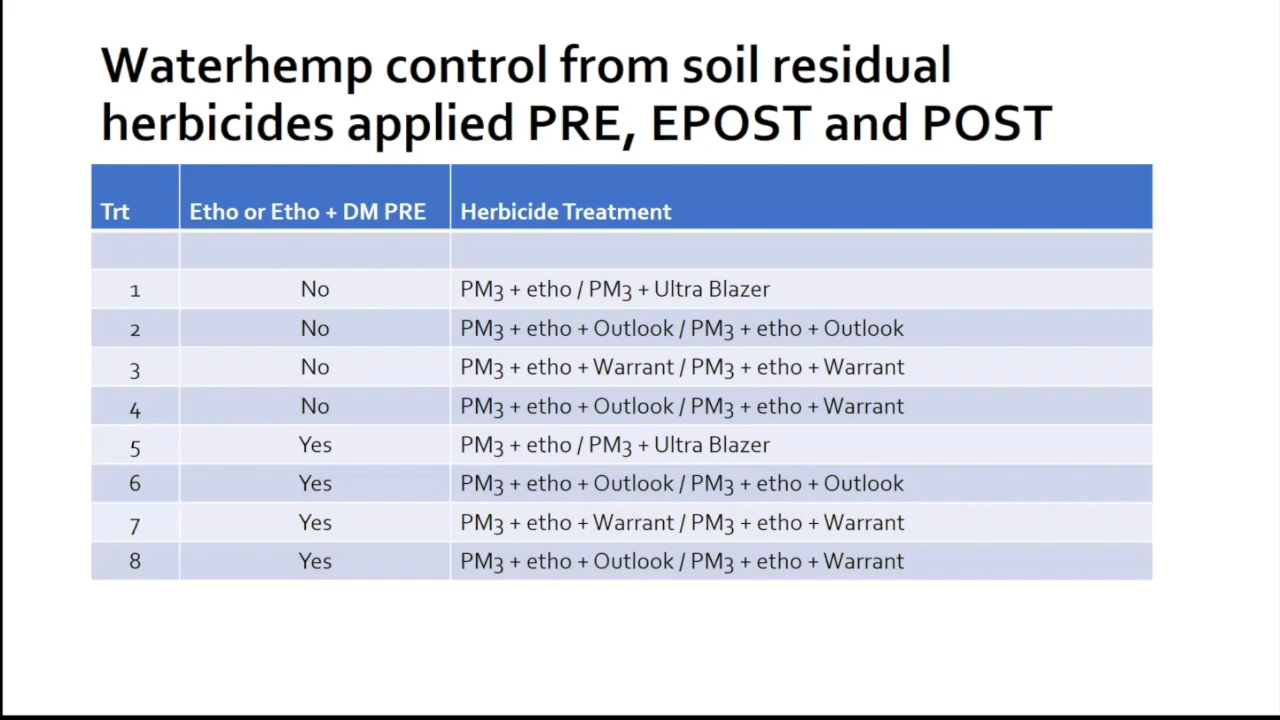 Waterhemp control from soil residual
herbicides applied PRE, EPOST and POST
Trt Etho or Etho + DM PRE Herbicide Treatment
1 No PM3 + etho / PM3 + Ultra Blazer
2 No PM3 + etho + Outlook / PM3 + etho + Outlook
3 No PM3 + etho + Warrant / PM3 + etho + Warrant
4 No PM3 + etho + Outlook / PM3 + etho + Warrant
5 Yes PM3 + etho / PM3 + Ultra Blazer
6 Yes PM3 + etho + Outlook / PM3 + etho + Outlook
7 Yes PM3 + etho + Warrant / PM3 + etho + Warrant
8 Yes PM3 + etho + Outlook / PM3 + etho + Warrant